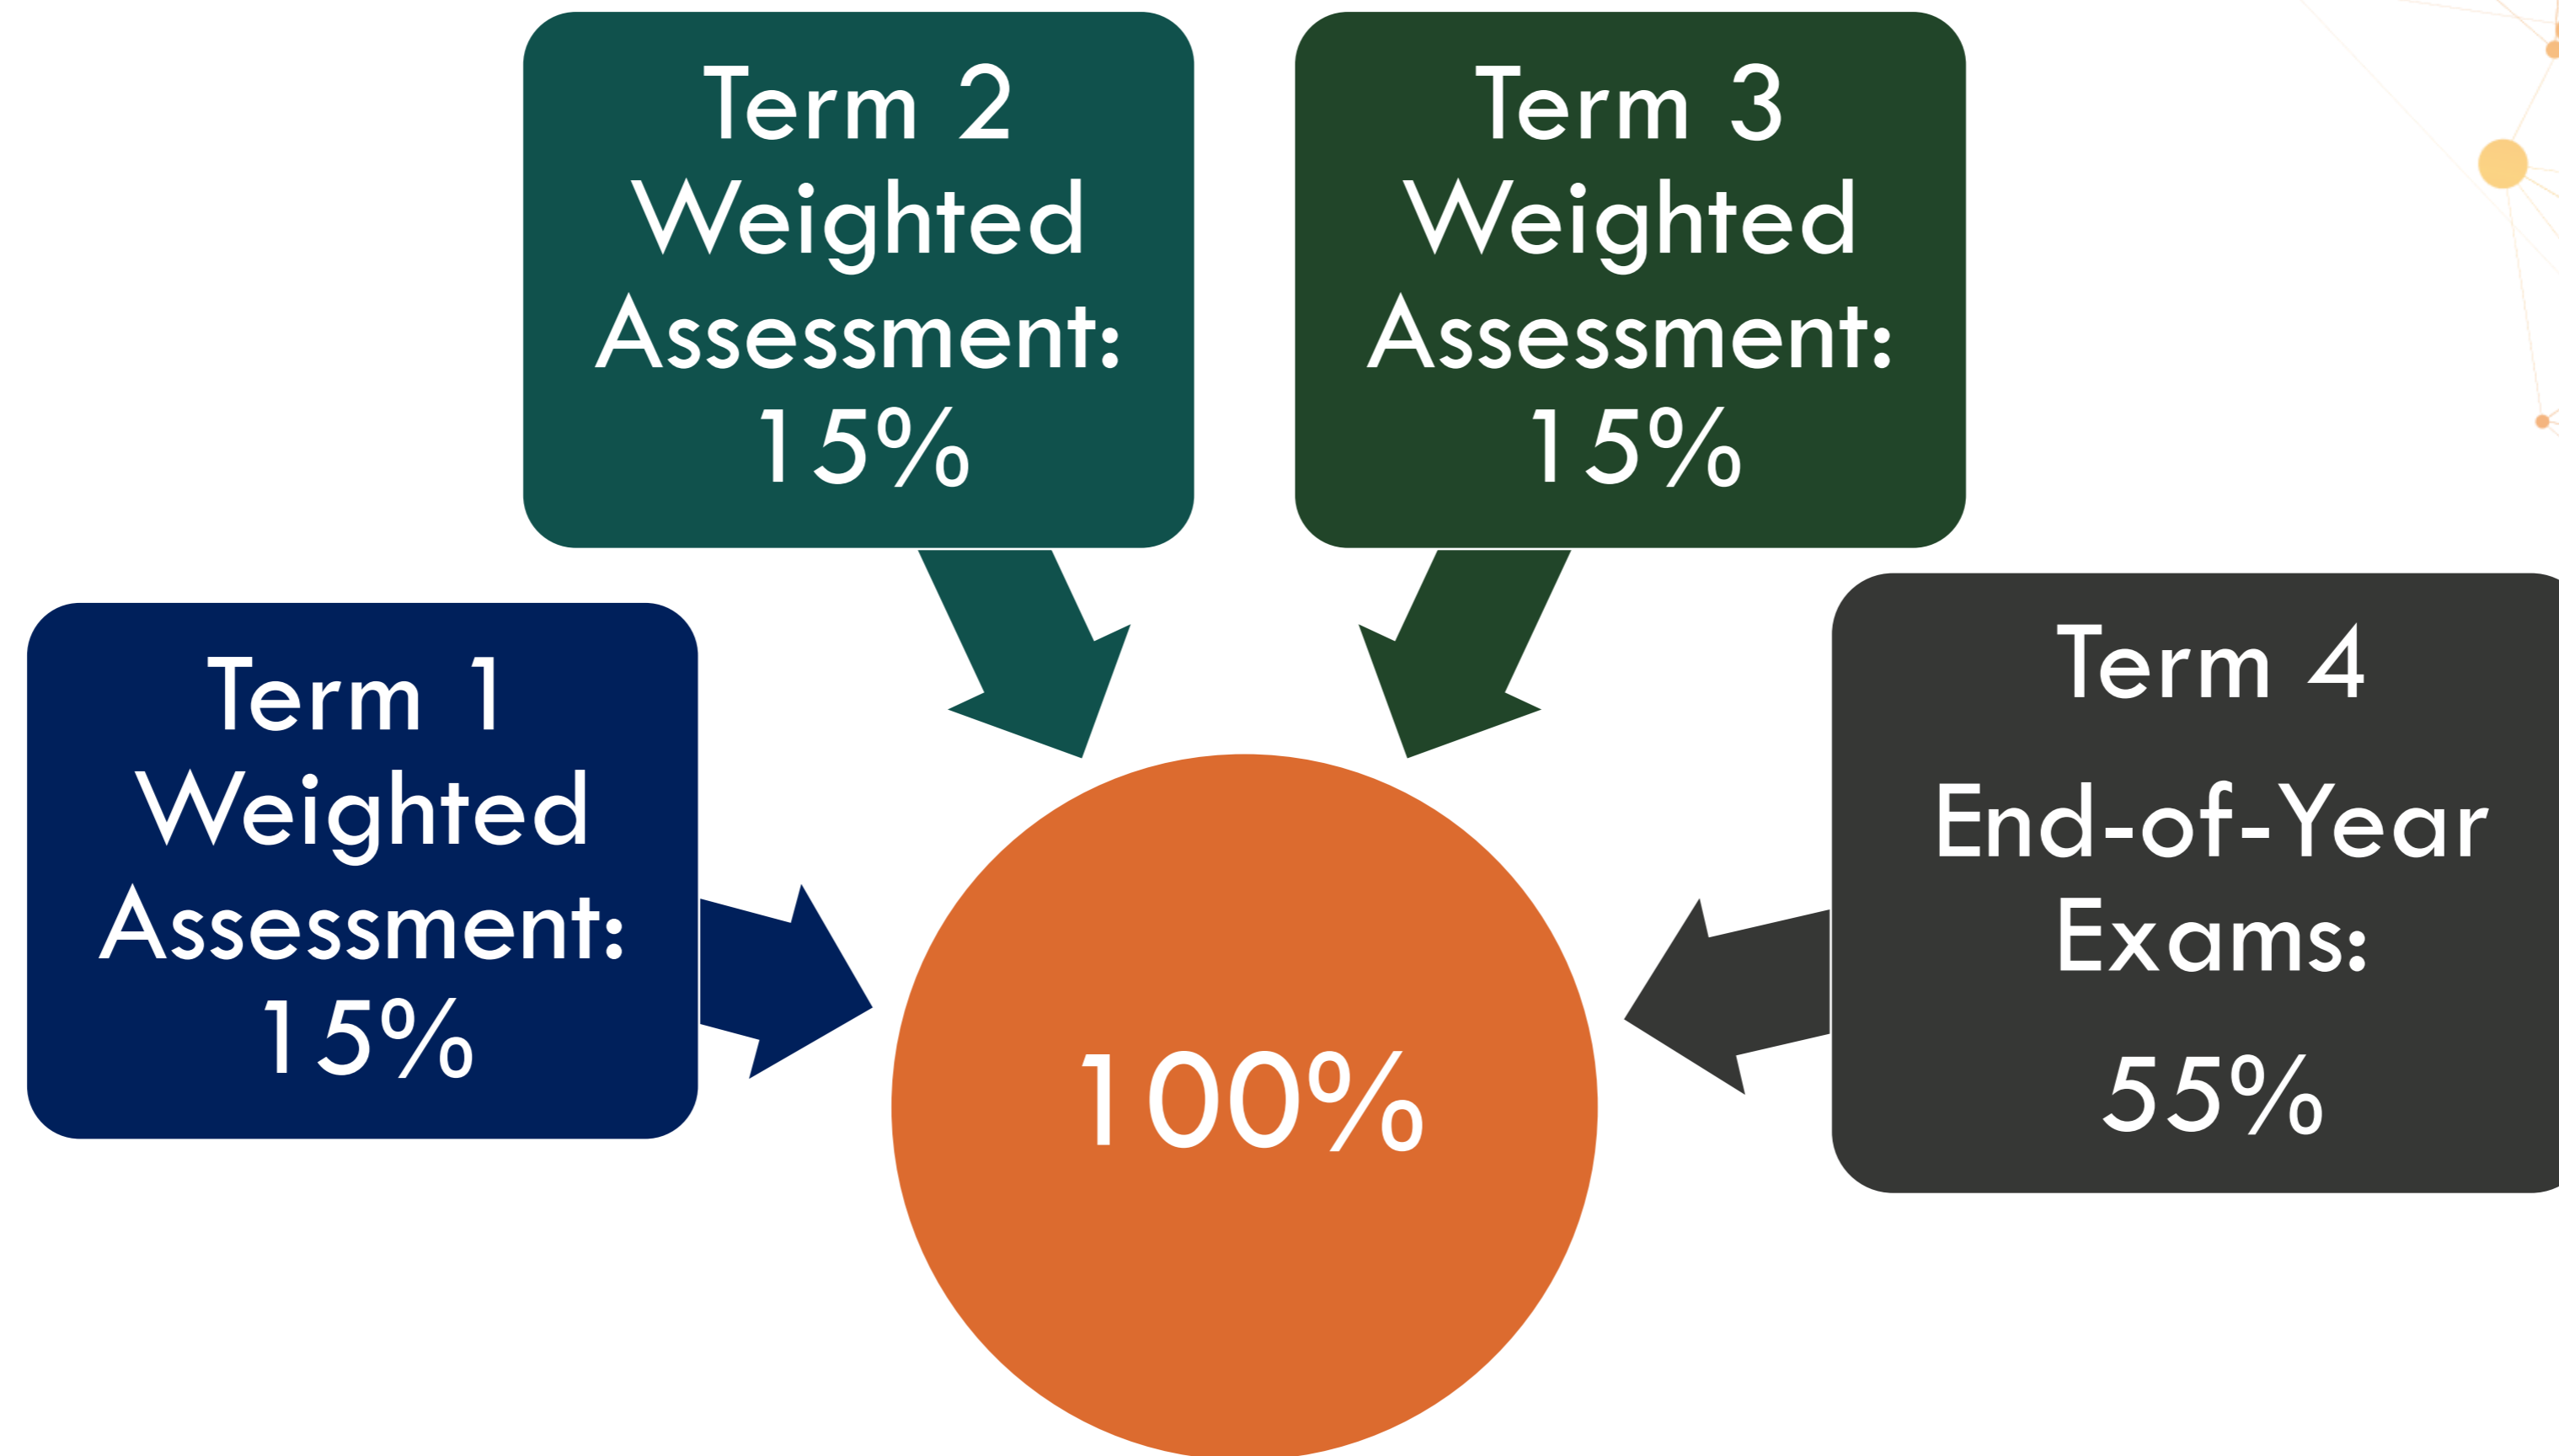 Term 1
Weighted
Assessment:
15%
Term 2
Weighted
Assessment:
15%
Term 3
Weighted
Assessment:
15%
Term 4
End-of-Year
Exams:
55%
100%